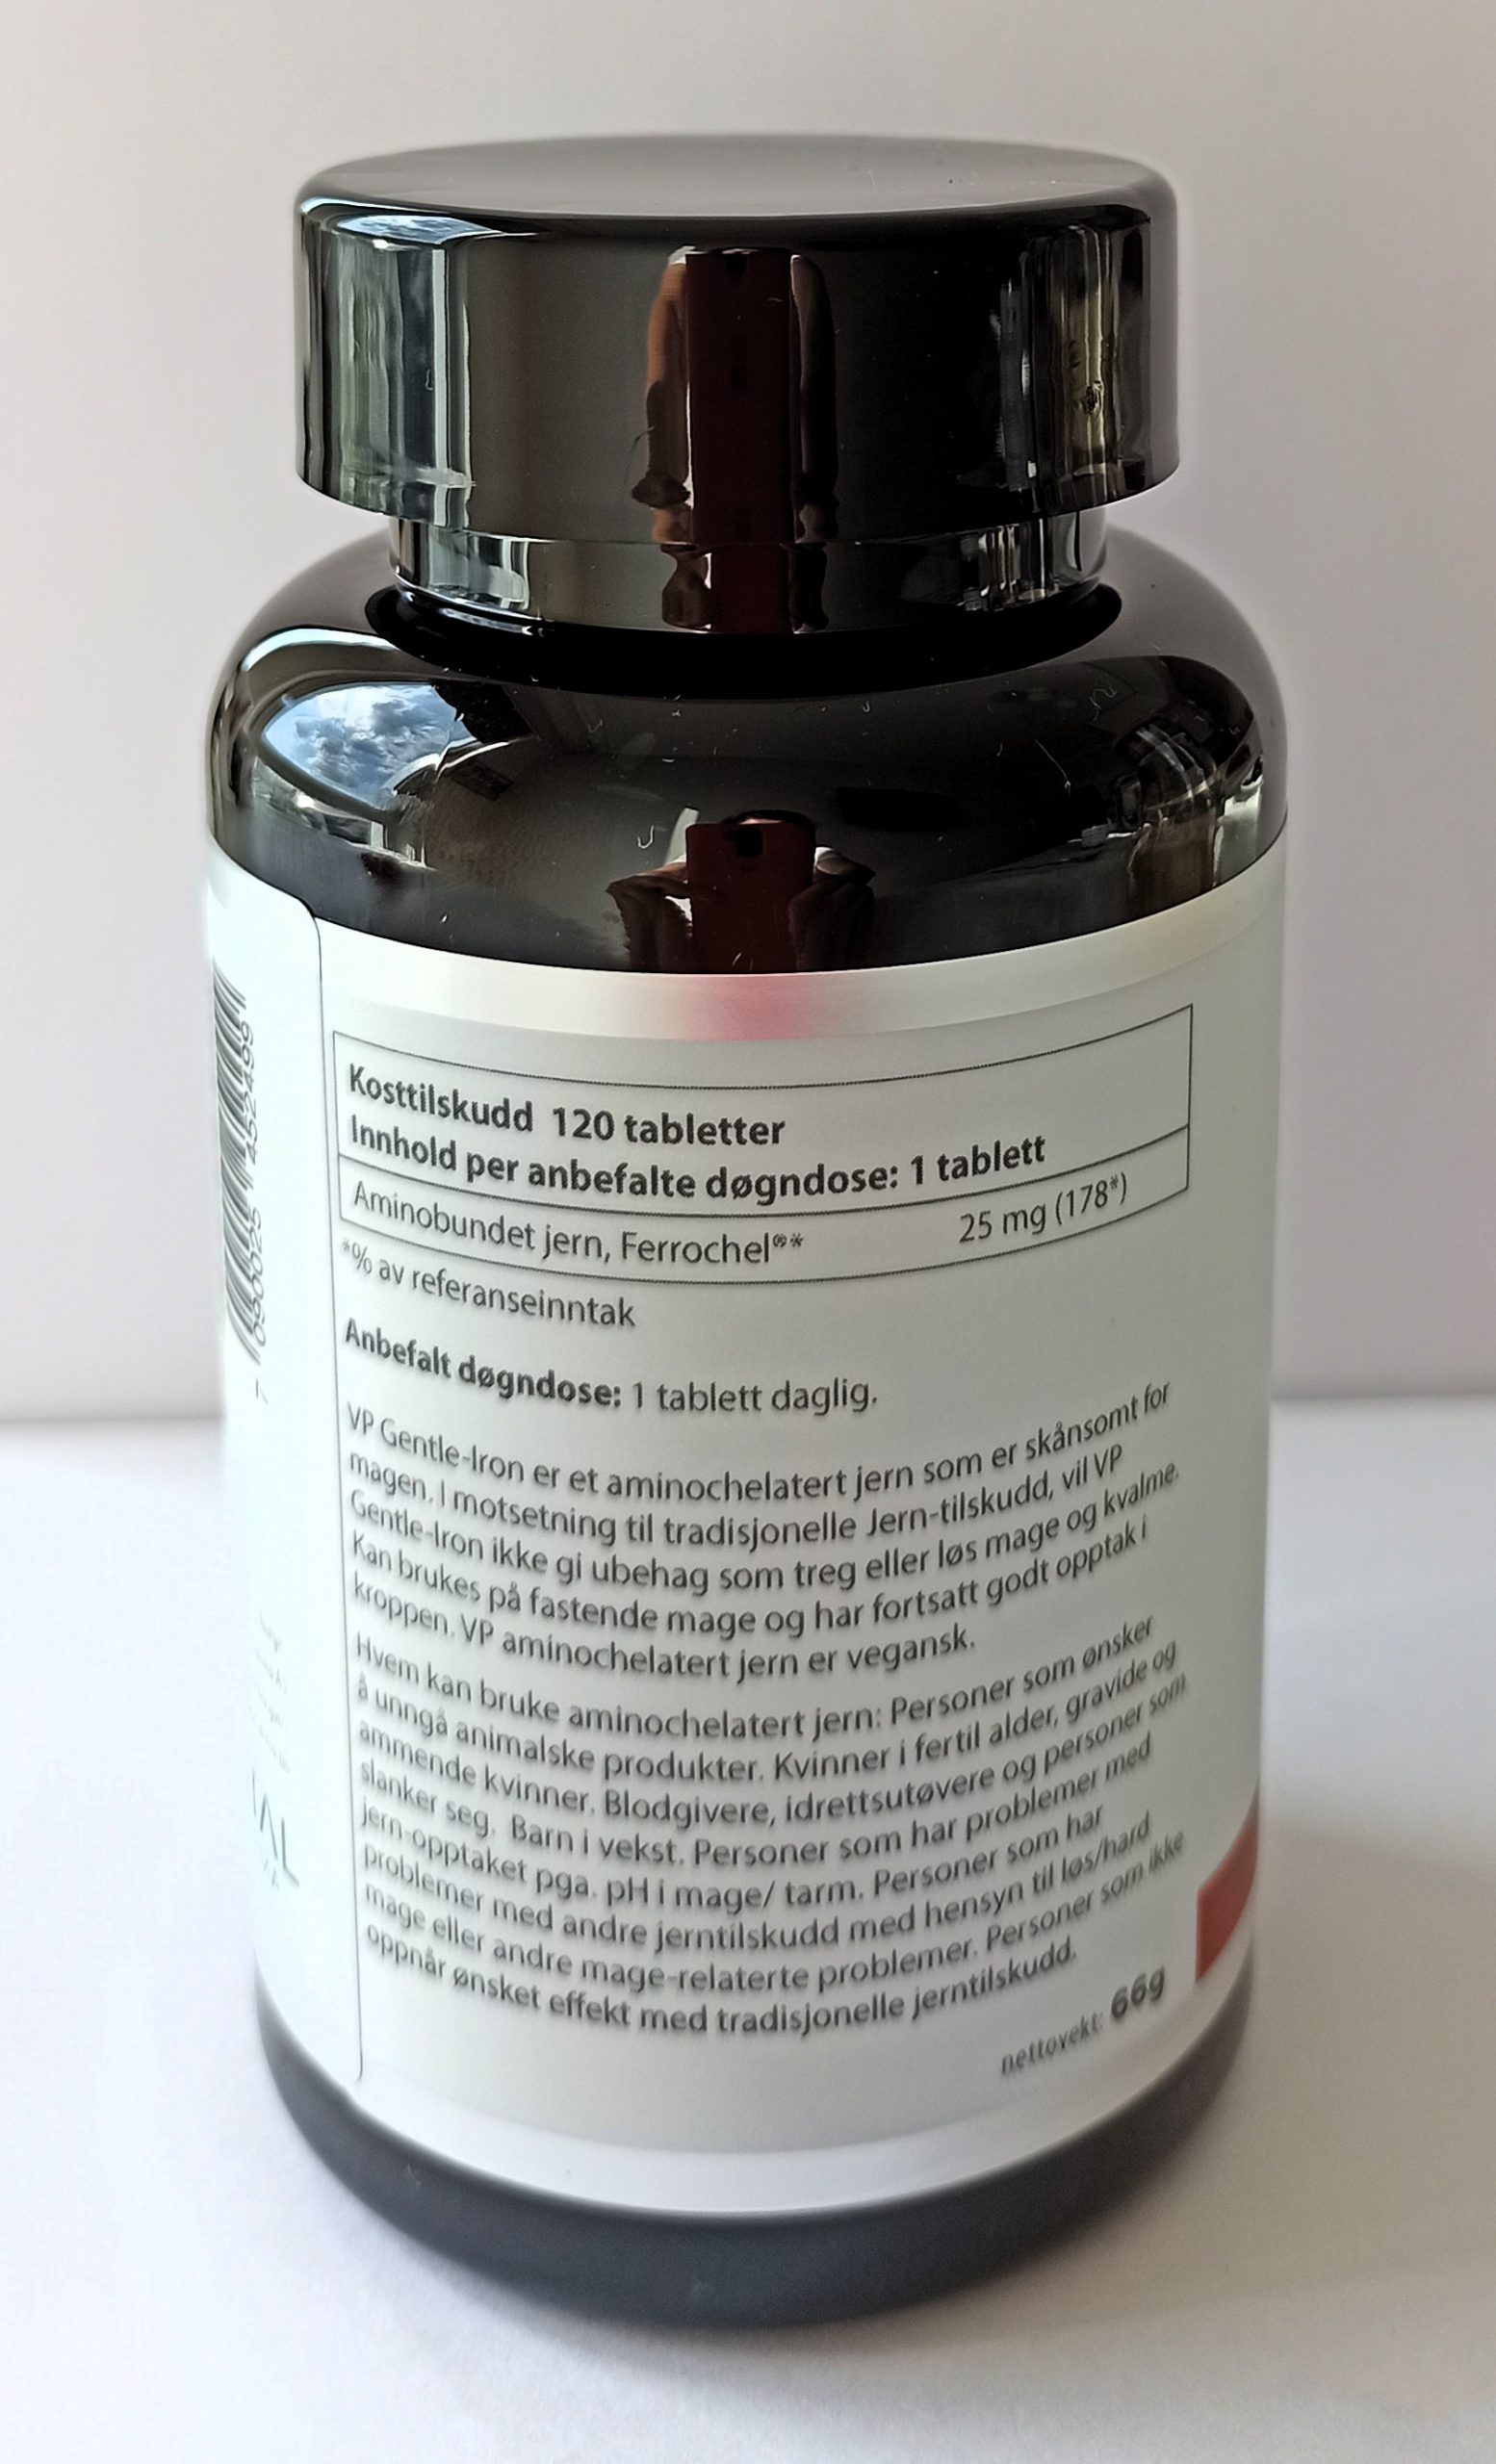 Kosttilskudd 120 tabletter
Innhold per anbefalte døgndose: 1 tablett
Aminobundet jern, Ferrochel®* 25 mg (178*)
*% av referanseinntak
Anbefalt døgndose: 1 tablett daglig.
VP Gentle-Iron er et aminochelatert jern som er skånsomt for
magen. I motsetning til tradisjonelle Jern-tilskudd, vil VP
Gentle-Iron ikke gi ubehag som treg eller løs mage og kvalme.
Kan brukes på fastende mage og har fortsatt godt opptak i
kroppen. VP aminochelatert jern er vegansk.
Hvem kan bruke aminochelatert jern: Personer som ønsker
å unngå animalske produkter. Kvinner i fertil alder, gravide og
ammende kvinner. Blodgivere, idrettsutøvere og personer som
slanker seg. Barn i vekst. Personer som har problemer med
jern-opptaket pga. pH i mage/ tarm. Personer som har
problemer med andre jerntilskudd med hensyn til løs/hard
mage eller andre mage-relaterte problemer. Personer som ikke
oppnår ønsket effekt med tradisjonelle jerntilskudd.
nettovekt: 66g